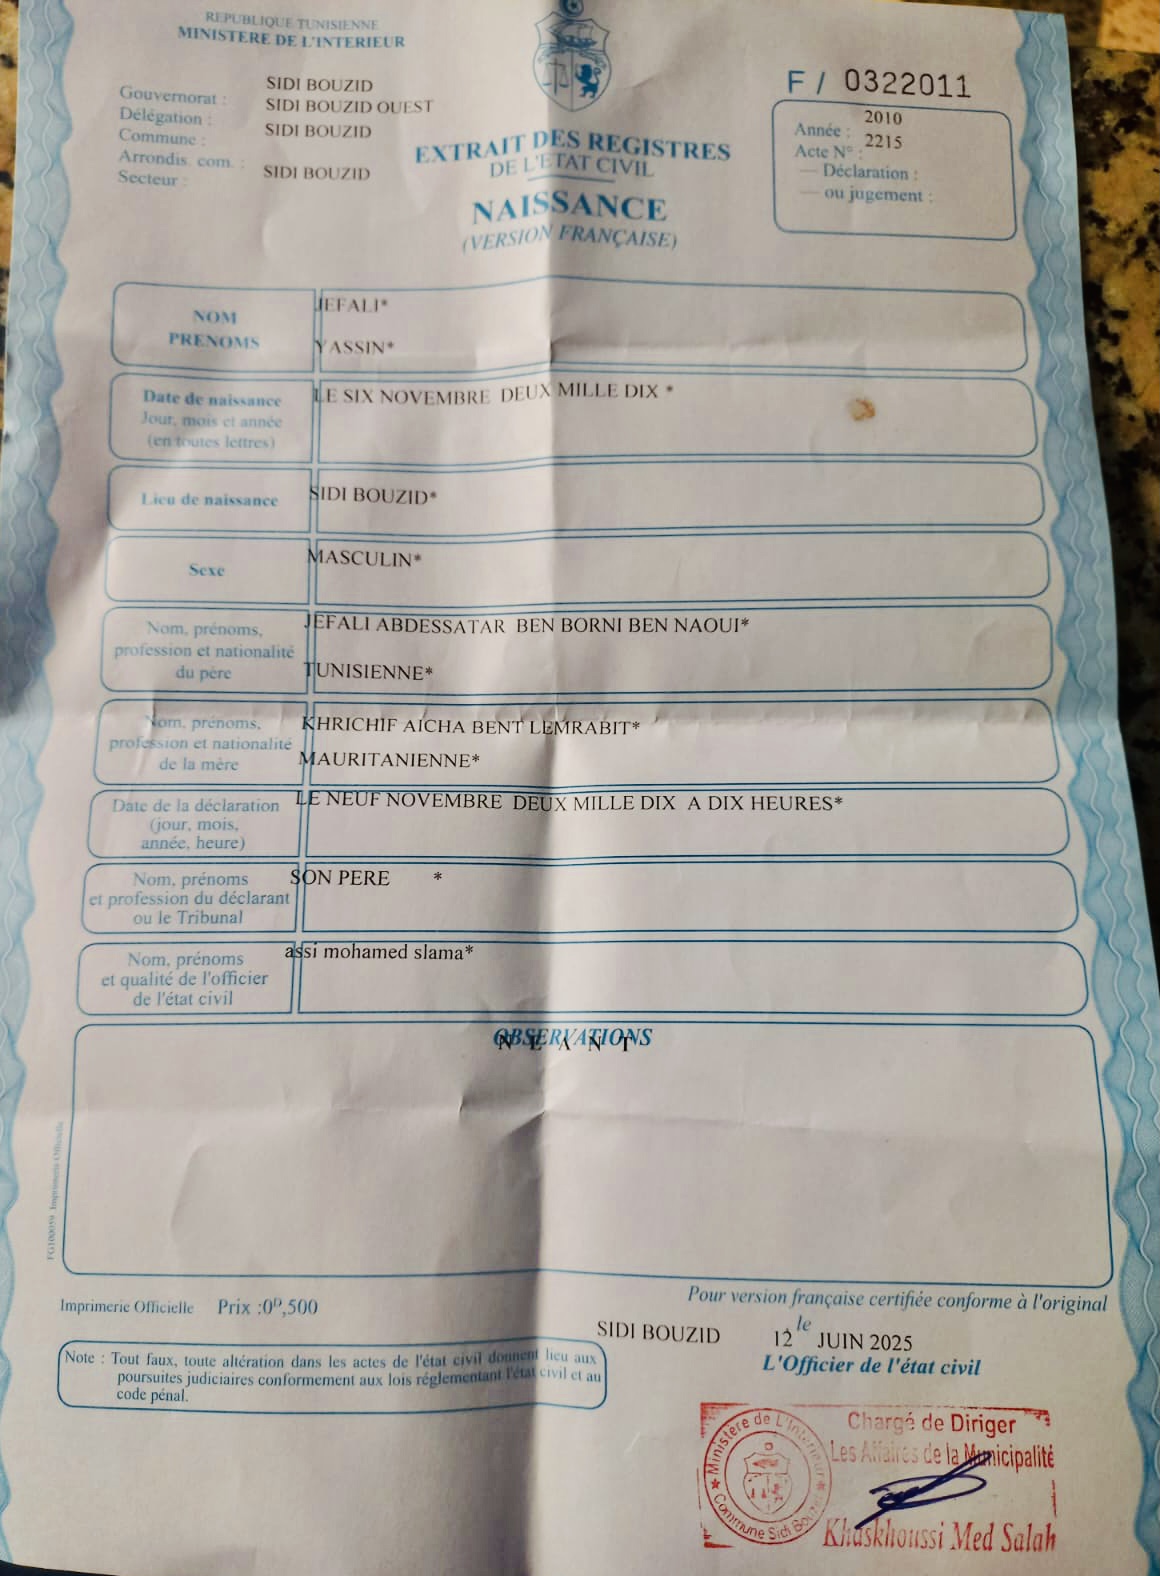 REPUBLIQUE TUNISIENNE
MINISTERE DE L'INTERIEUR
Gouvernorat : SIDI BOUZID
Délégation : SIDI BOUZID OUEST
Commune : SIDI BOUZID
Arrondis. com. :
Secteur : SIDI BOUZID
EXTRAIT DES REGISTRES
DE L'ETAT CIVIL
NAISSANCE
(VERSION FRANÇAISE)
F / 0322011
Année : 2010
Acte N° : 2215
— Déclaration :
— ou jugement :
NOM JEFALI*
PRENOMS YASSIN*
Date de naissance LE SIX NOVEMBRE DEUX MILLE DIX *
Jour, mois et année
(en toutes lettres)
Lieu de naissance SIDI BOUZID*
Sexe MASCULIN*
Nom, prénoms, JEFALI ABDESSATAR BEN BORNI BEN NAOUI*
profession et nationalité
du père TUNISIENNE*
Nom, prénoms, KHRICHIF AICHA BENT LEMRABIT*
profession et nationalité
de la mère MAURITANIENNE*
Date de la déclaration LE NEUF NOVEMBRE DEUX MILLE DIX A DIX HEURES*
(jour, mois,
année, heure)
Nom, prénoms SON PERE *
et profession du déclarant
ou le Tribunal
Nom, prénoms assi mohamed slama*
et qualité de l'officier
de l'état civil
OBSERVATIONS
N E A N T
FG100059 Imprimerie Officielle
Imprimerie Officielle Prix :0ᴰ,500
Pour version française certifiée conforme à l'original
SIDI BOUZID le 12 JUIN 2025
L'Officier de l'état civil
Note : Tout faux, toute altération dans les actes de l'état civil donnent lieu aux
poursuites judiciaires conformement aux lois réglementant l'état civil et au
code pénal.
Ministère de L'Interieur
Commune Sidi Bouzid
Chargé de Diriger
Les Affaires de la Municipalité
Khaskhoussi Med Salah